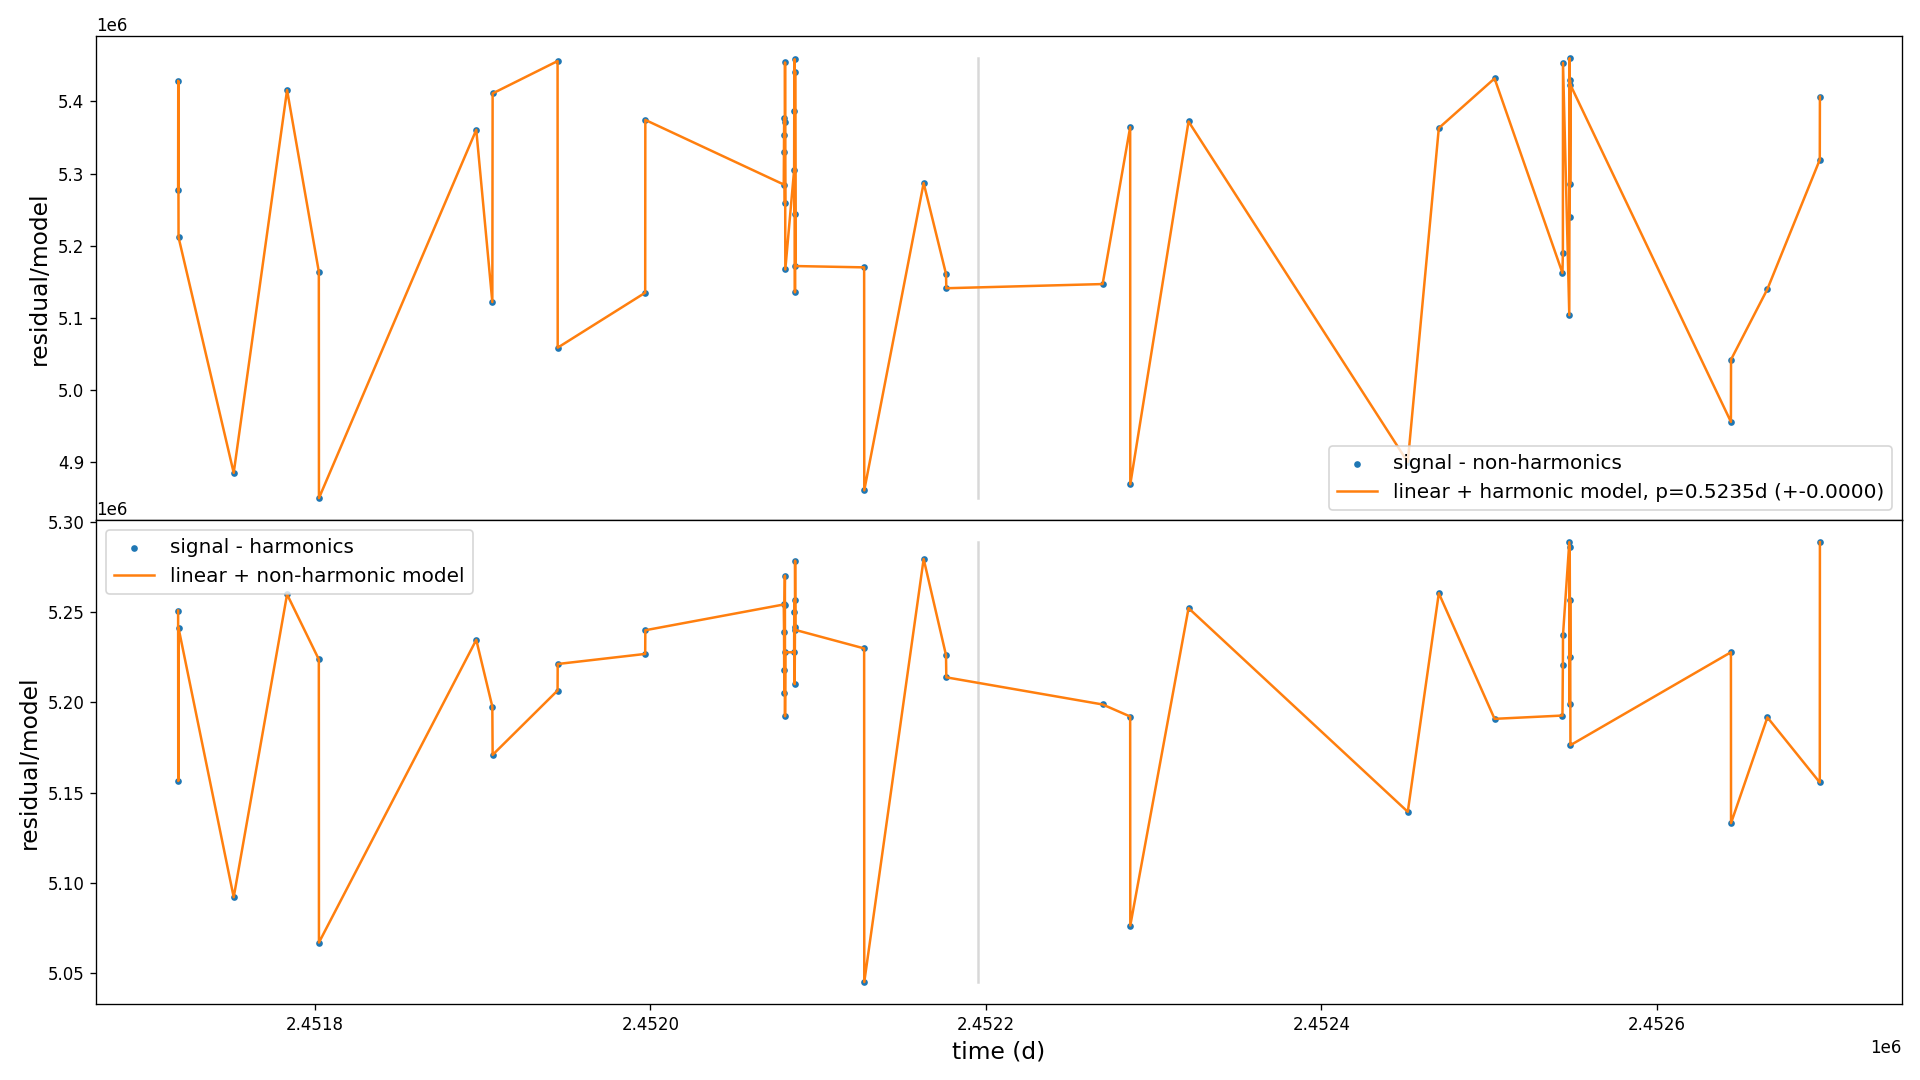 1e6
5.4
5.3
5.2
5.1
5.0
4.9
residual/model
signal - non-harmonics
linear + harmonic model, p=0.5235d (+-0.0000)
1e6
5.30
5.25
5.20
5.15
5.10
5.05
residual/model
signal - harmonics
linear + non-harmonic model
2.4518
2.4520
2.4522
2.4524
2.4526
time (d)
1e6